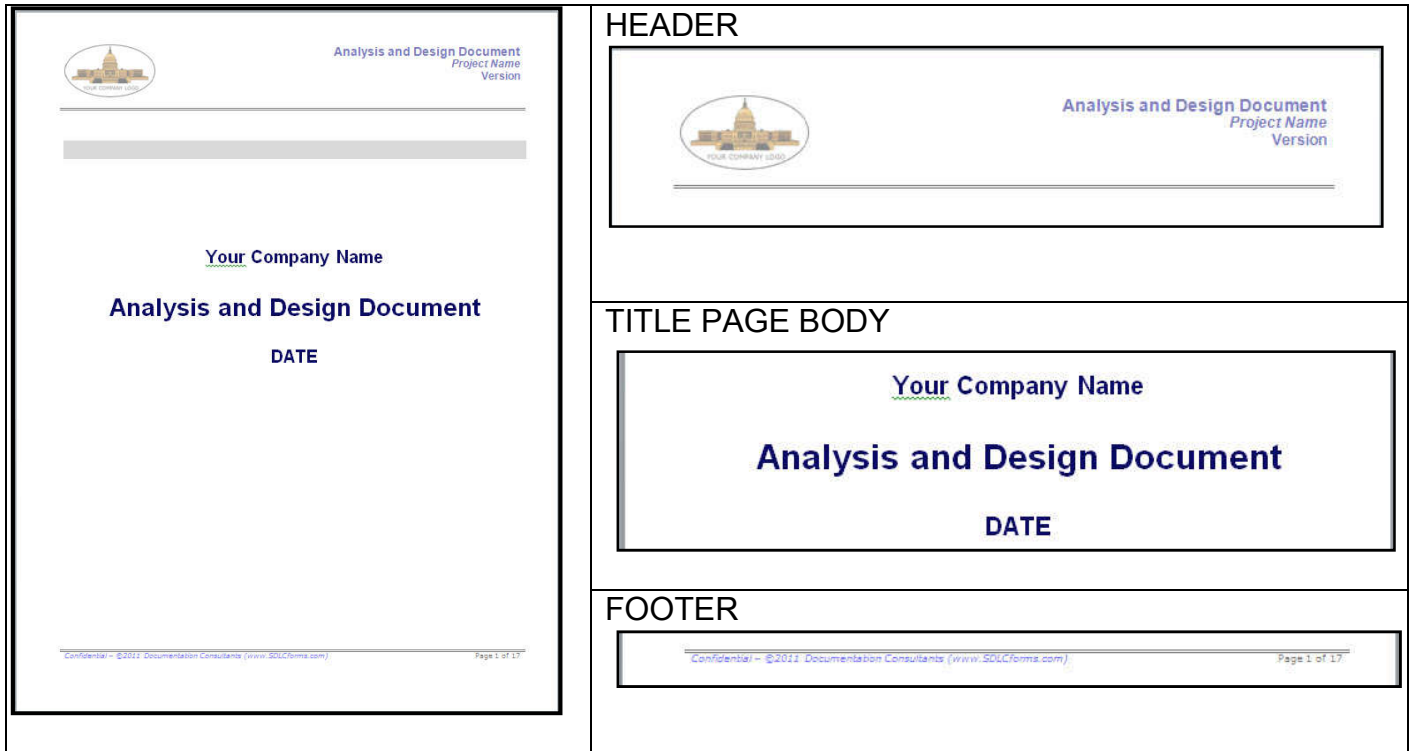 Analysis and Design Document
Project Name
Version
YOUR COMPANY LOGO
Your Company Name
Analysis and Design Document
DATE
Confidential – ©2011 Documentation Consultants (www.SDLCforms.com)
Page 1 of 17
HEADER
Analysis and Design Document
Project Name
Version
YOUR COMPANY LOGO
TITLE PAGE BODY
Your Company Name
Analysis and Design Document
DATE
FOOTER
Confidential – ©2011 Documentation Consultants (www.SDLCforms.com)
Page 1 of 17